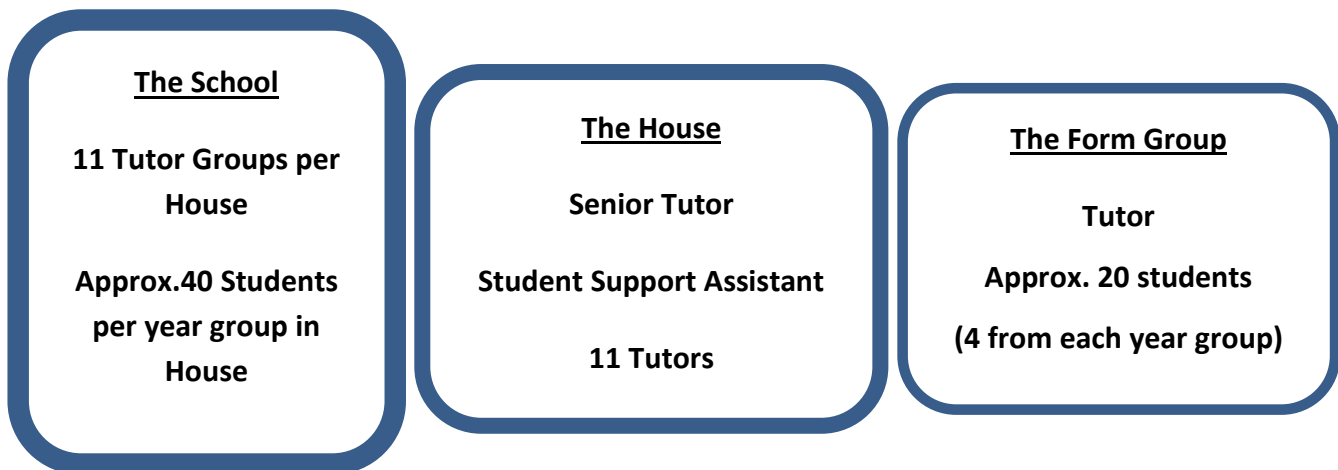 The School
11 Tutor Groups per
House
Approx.40 Students
per year group in
House
The House
Senior Tutor
Student Support Assistant
11 Tutors
The Form Group
Tutor
Approx. 20 students
(4 from each year group)